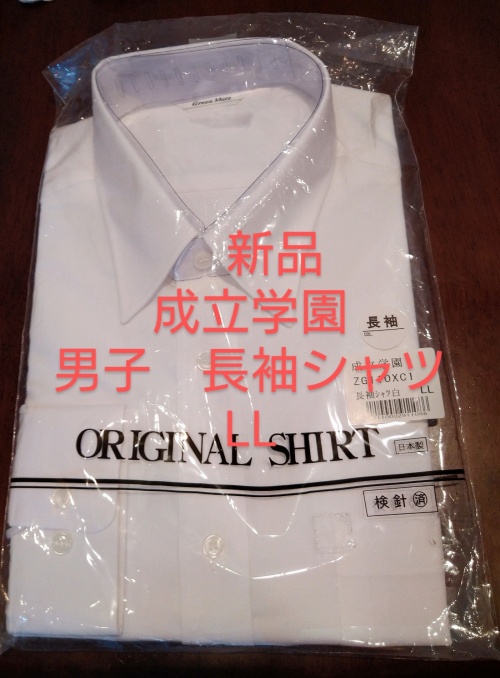 新品
成立学園
男子 長袖シャツ
LL
長袖
成立学園
長袖シャツ白
LL
ORIGINAL SHIRT
日本製
検針 済